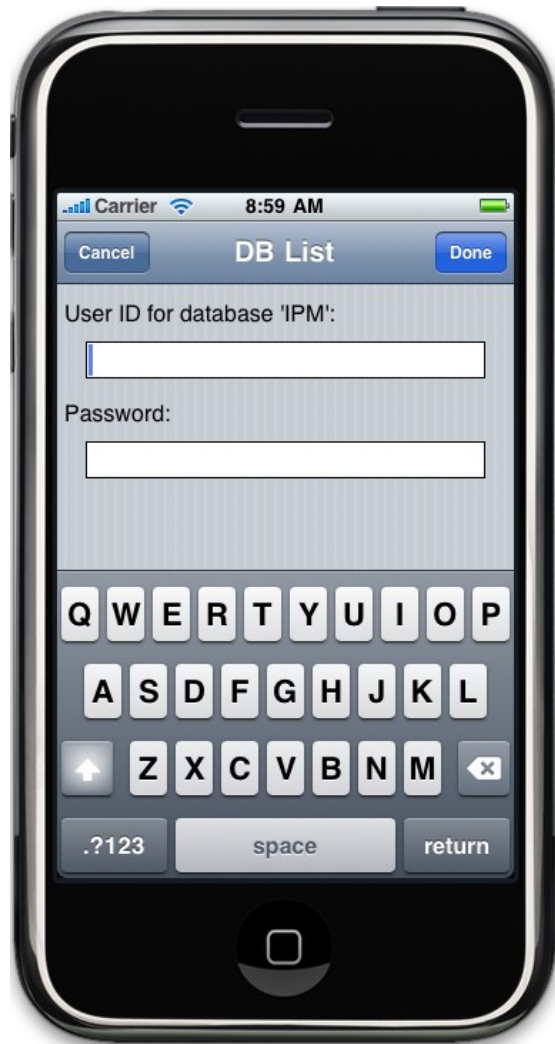 Carrier 8:59 AM
Cancel DB List Done
User ID for database 'IPM':
Password:
Q W E R T Y U I O P
A S D F G H J K L
Z X C V B N M
.?123 space return